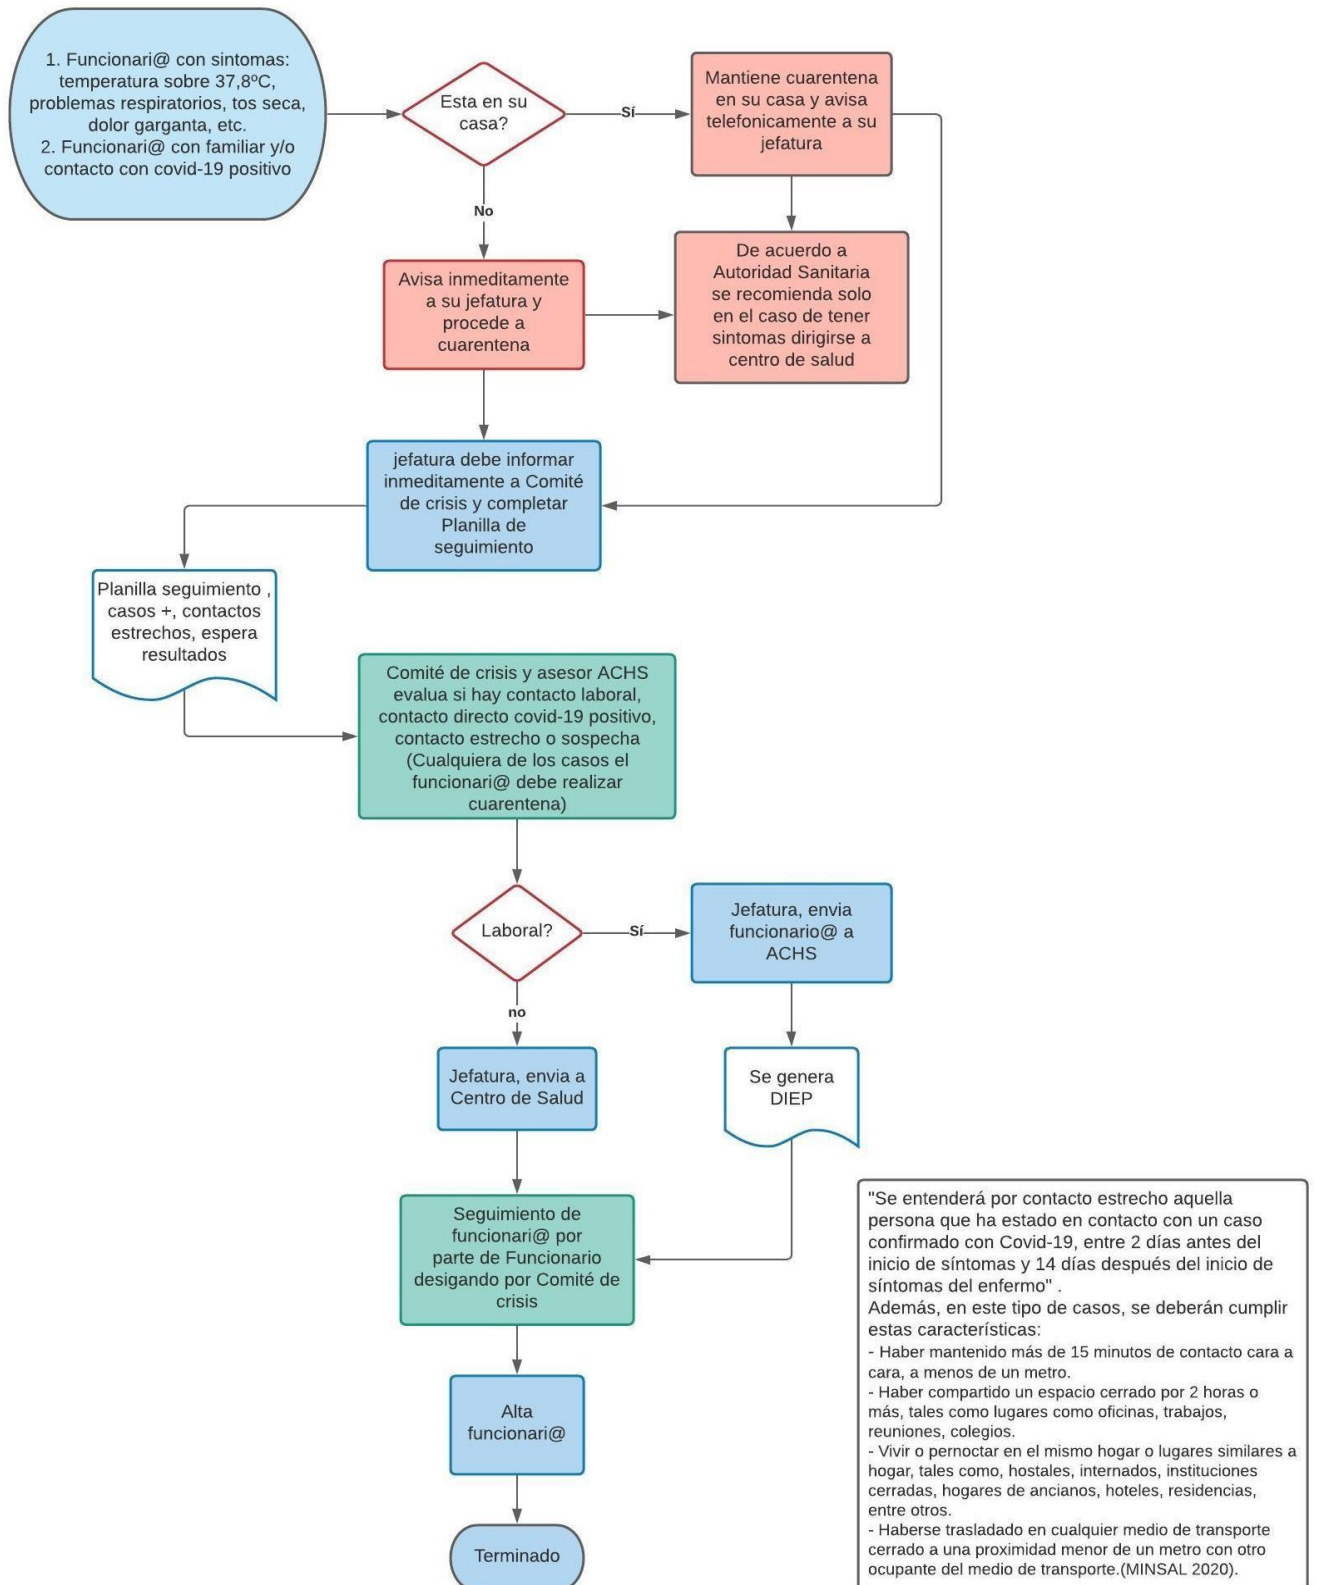 1. Funcionari@ con sintomas:
temperatura sobre 37,8ºC,
problemas respiratorios, tos seca,
dolor garganta, etc.
2. Funcionari@ con familiar y/o
contacto con covid-19 positivo
Esta en su
casa?
Sí
Mantiene cuarentena
en su casa y avisa
telefonicamente a su
jefatura
No
Avisa inmeditamente
a su jefatura y
procede a
cuarentena
De acuerdo a
Autoridad Sanitaria
se recomienda solo
en el caso de tener
sintomas dirigirse a
centro de salud
jefatura debe informar
inmeditamente a Comité
de crisis y completar
Planilla de
seguimiento
Planilla seguimiento ,
casos +, contactos
estrechos, espera
resultados
Comité de crisis y asesor ACHS
evalua si hay contacto laboral,
contacto directo covid-19 positivo,
contacto estrecho o sospecha
(Cualquiera de los casos el
funcionari@ debe realizar
cuarentena)
Laboral?
Sí
Jefatura, envia
funcionario@ a
ACHS
no
Jefatura, envia a
Centro de Salud
Se genera
DIEP
Seguimiento de
funcionari@ por
parte de Funcionario
desigando por Comité de
crisis
Alta
funcionari@
Terminado
"Se entenderá por contacto estrecho aquella
persona que ha estado en contacto con un caso
confirmado con Covid-19, entre 2 días antes del
inicio de síntomas y 14 días después del inicio de
síntomas del enfermo" .
Además, en este tipo de casos, se deberán cumplir
estas características:
- Haber mantenido más de 15 minutos de contacto cara a
cara, a menos de un metro.
- Haber compartido un espacio cerrado por 2 horas o
más, tales como lugares como oficinas, trabajos,
reuniones, colegios.
- Vivir o pernoctar en el mismo hogar o lugares similares a
hogar, tales como, hostales, internados, instituciones
cerradas, hogares de ancianos, hoteles, residencias,
entre otros.
- Haberse trasladado en cualquier medio de transporte
cerrado a una proximidad menor de un metro con otro
ocupante del medio de transporte.(MINSAL 2020).